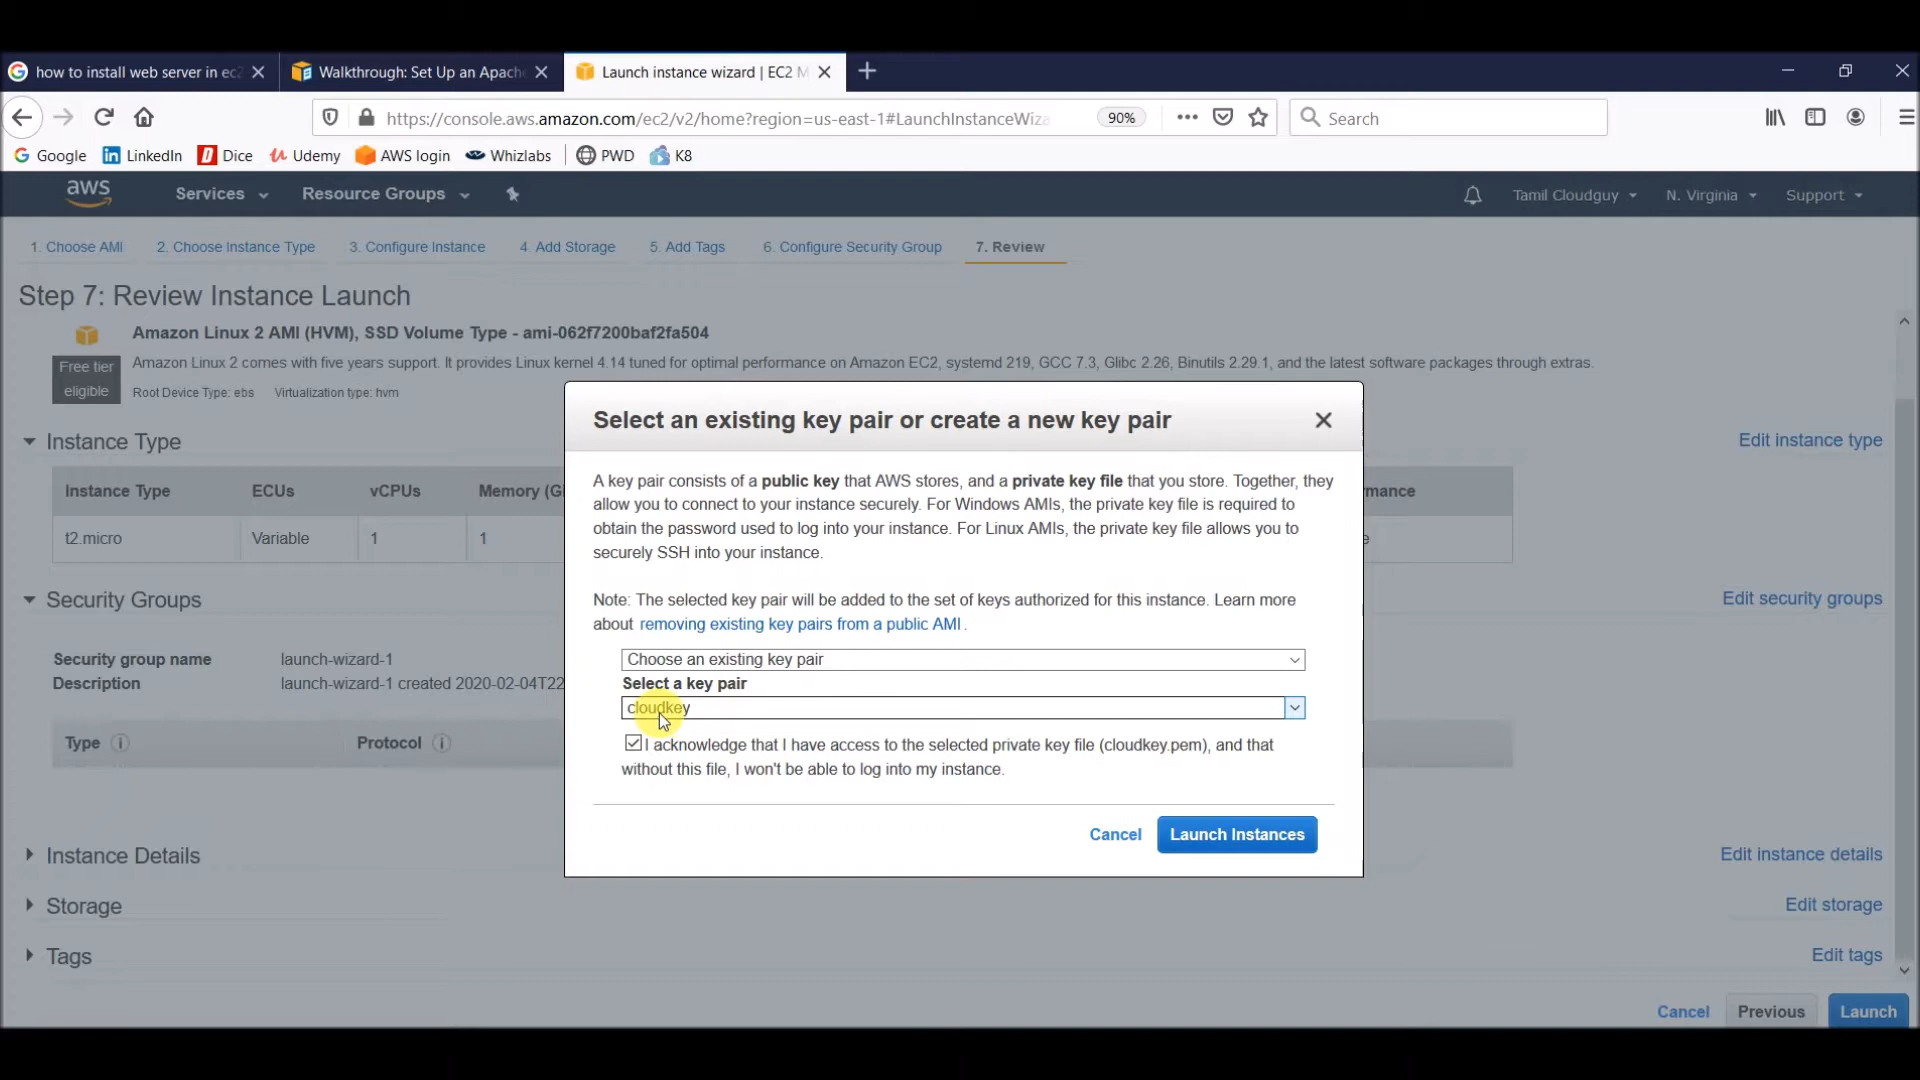 how to install web server in ec2
Walkthrough: Set Up an Apache
Launch instance wizard | EC2 M
https://console.aws.amazon.com/ec2/v2/home?region=us-east-1#LaunchInstanceWiza
90%
Search
Google
LinkedIn
Dice
Udemy
AWS login
Whizlabs
PWD
K8
aws
Services
Resource Groups
Tamil Cloudguy
N. Virginia
Support
1. Choose AMI
2. Choose Instance Type
3. Configure Instance
4. Add Storage
5. Add Tags
6. Configure Security Group
7. Review
Step 7: Review Instance Launch
Amazon Linux 2 AMI (HVM), SSD Volume Type - ami-062f7200baf2fa504
Free tier
eligible
Amazon Linux 2 comes with five years support. It provides Linux kernel 4.14 tuned for optimal performance on Amazon EC2, systemd 219, GCC 7.3, Glibc 2.26, Binutils 2.29.1, and the latest software packages through extras.
Root Device Type: ebs Virtualization type: hvm
Instance Type
Edit instance type
Instance Type ECUs vCPUs Memory (Gi
mance
t2.micro Variable 1 1
e
Security Groups
Edit security groups
Security group name launch-wizard-1
Description launch-wizard-1 created 2020-02-04T22
Type Protocol
Instance Details
Edit instance details
Storage
Edit storage
Tags
Edit tags
Select an existing key pair or create a new key pair
A key pair consists of a public key that AWS stores, and a private key file that you store. Together, they
allow you to connect to your instance securely. For Windows AMIs, the private key file is required to
obtain the password used to log into your instance. For Linux AMIs, the private key file allows you to
securely SSH into your instance.
Note: The selected key pair will be added to the set of keys authorized for this instance. Learn more
about removing existing key pairs from a public AMI .
Choose an existing key pair
Select a key pair
cloudkey
I acknowledge that I have access to the selected private key file (cloudkey.pem), and that
without this file, I won't be able to log into my instance.
Cancel
Launch Instances
Cancel
Previous
Launch